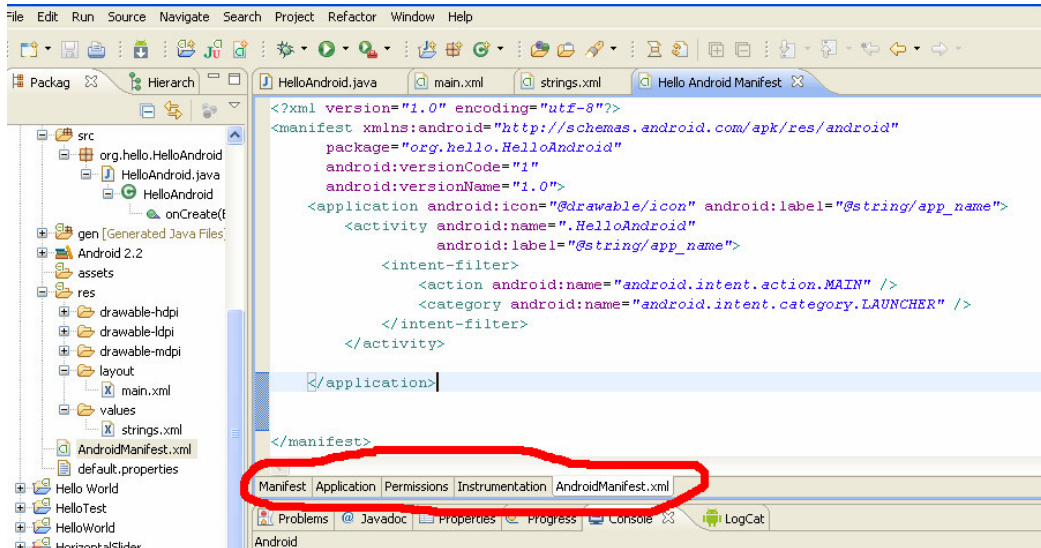 File Edit Run Source Navigate Search Project Refactor Window Help
Packag Hierarch
HelloAndroid.java main.xml strings.xml Hello Android Manifest
src
org.hello.HelloAndroid
HelloAndroid.java
HelloAndroid
onCreate(
gen [Generated Java Files]
Android 2.2
assets
res
drawable-hdpi
drawable-ldpi
drawable-mdpi
layout
main.xml
values
strings.xml
AndroidManifest.xml
default.properties
Hello World
HelloTest
HelloWorld
HorizontalSlider
<?xml version="1.0" encoding="utf-8"?>
<manifest xmlns:android="http://schemas.android.com/apk/res/android"
package="org.hello.HelloAndroid"
android:versionCode="1"
android:versionName="1.0">
<application android:icon="@drawable/icon" android:label="@string/app_name">
<activity android:name=".HelloAndroid"
android:label="@string/app_name">
<intent-filter>
<action android:name="android.intent.action.MAIN" />
<category android:name="android.intent.category.LAUNCHER" />
</intent-filter>
</activity>
</application>
</manifest>
Manifest Application Permissions Instrumentation AndroidManifest.xml
Problems @ Javadoc Properties Progress Console LogCat
Android